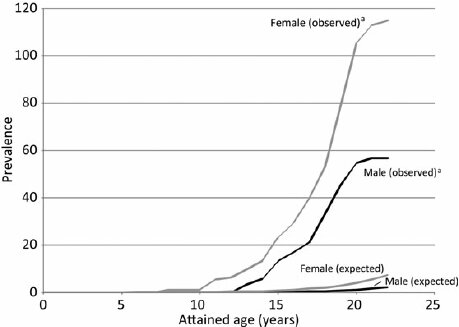 120
100
80
60
40
20
0
Prevalence
Female (observed)ᵃ
Male (observed)ᵃ
Female (expected)
Male (expected)
0 5 10 15 20 25
Attained age (years)